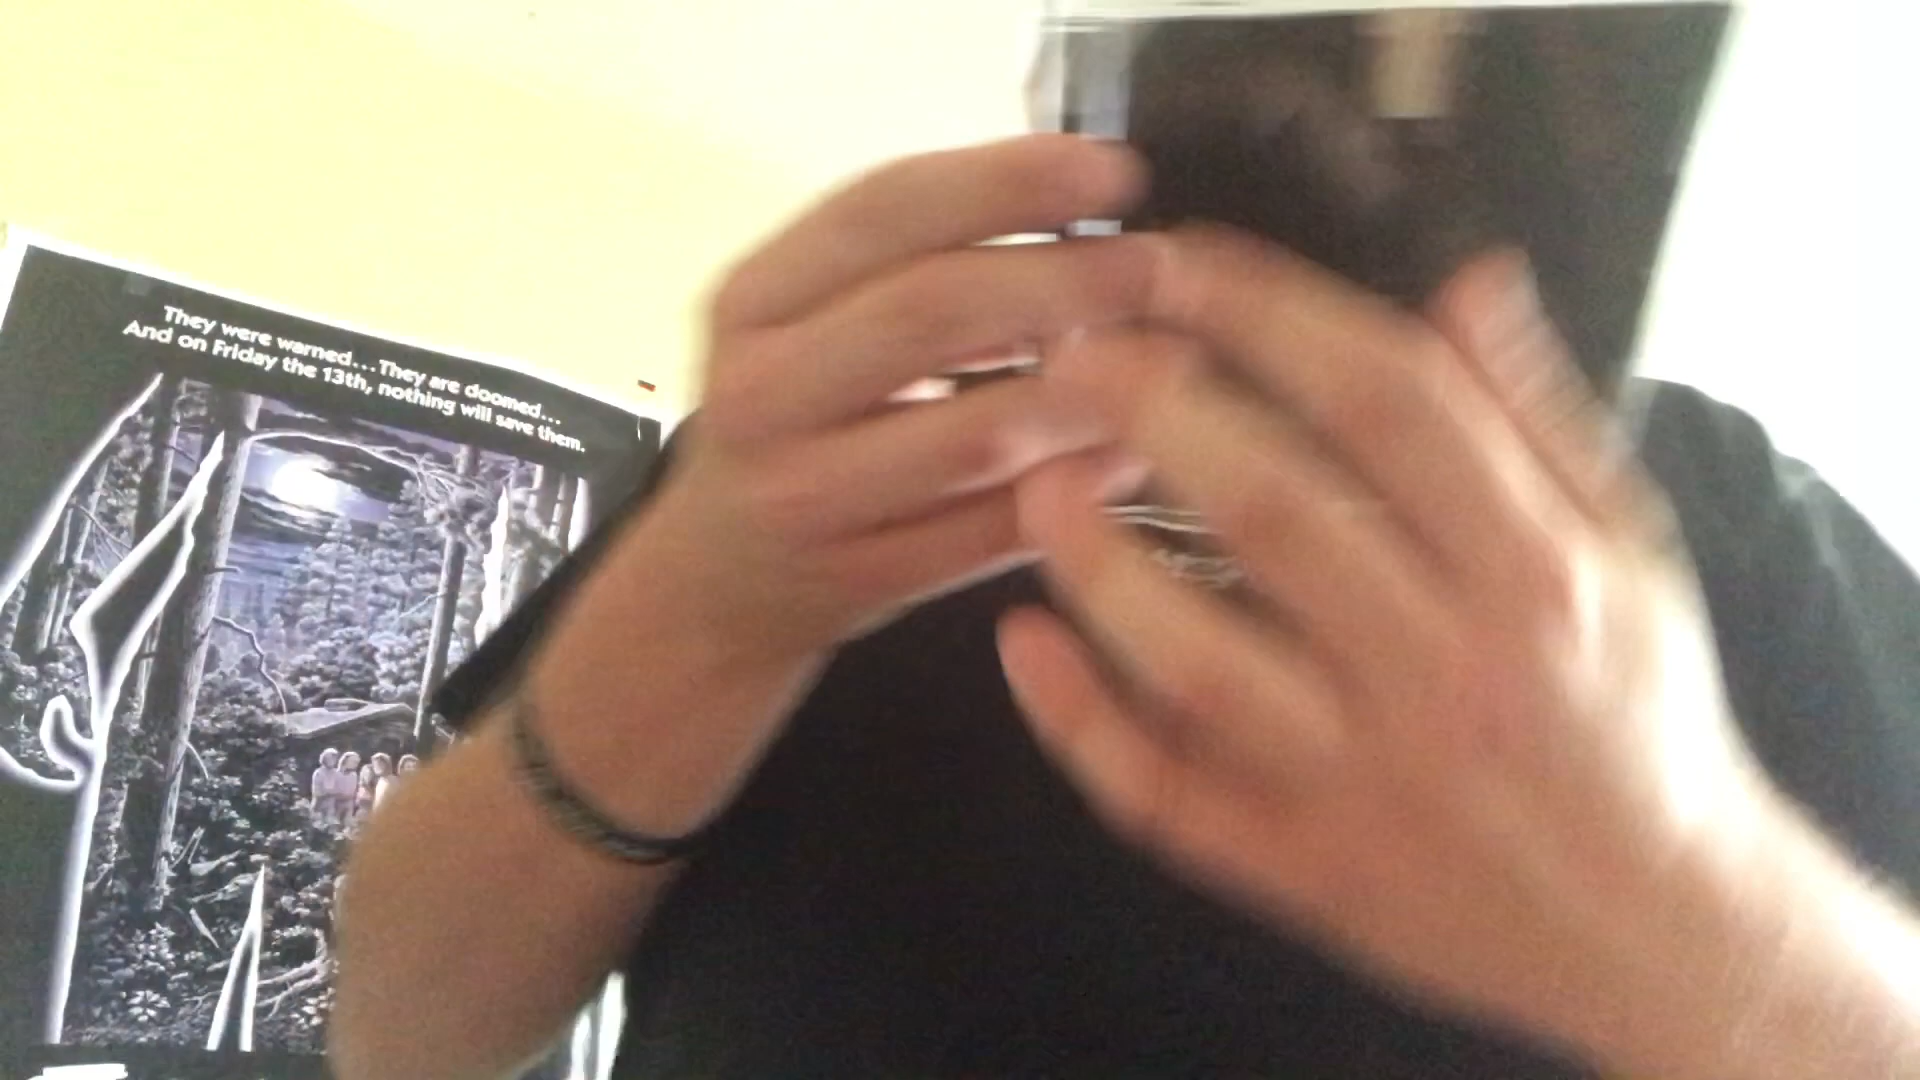 They were warned...They are doomed...
And on Friday the 13th, nothing will save them.